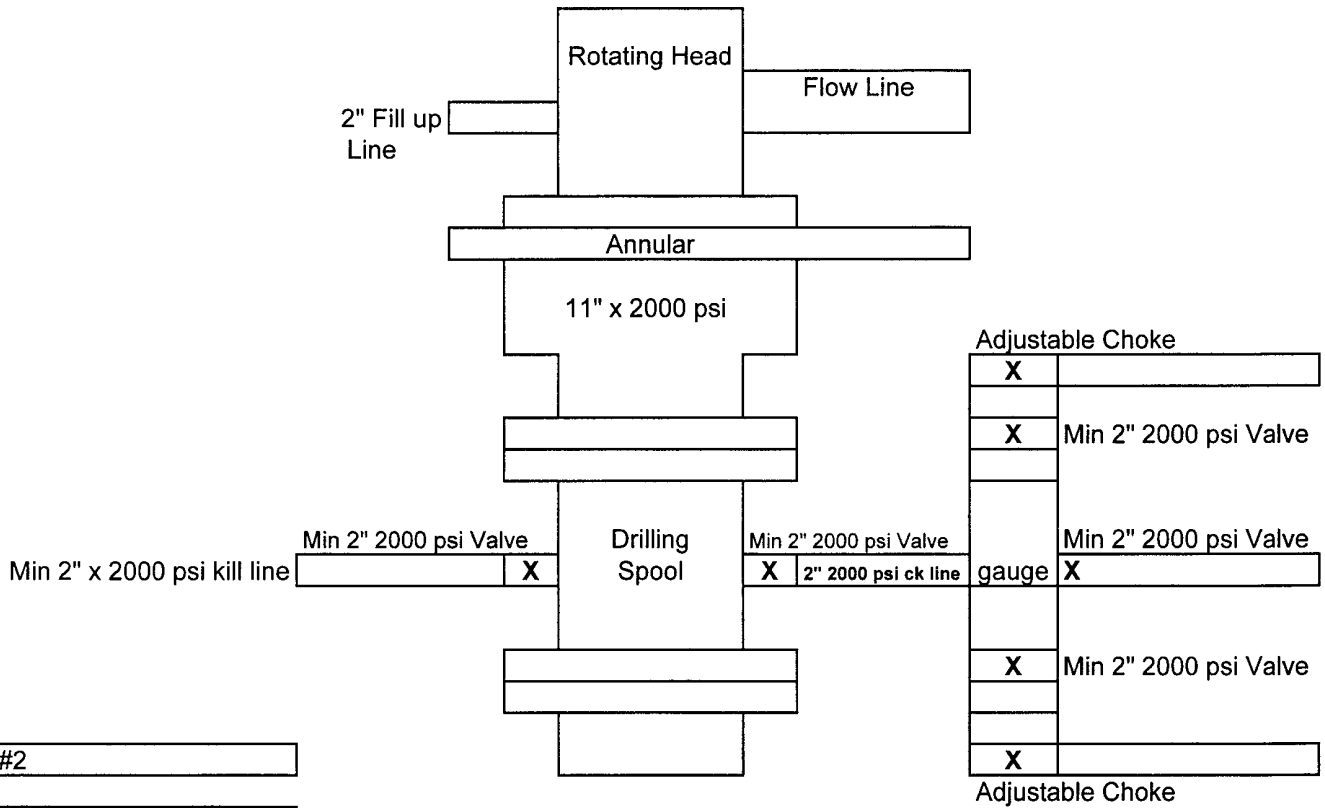 Rotating Head
Flow Line
2" Fill up
Line
Annular
11" x 2000 psi
Adjustable Choke
X
X Min 2" 2000 psi Valve
Min 2" 2000 psi Valve
Drilling
Spool
Min 2" 2000 psi Valve
Min 2" 2000 psi Valve
Min 2" x 2000 psi kill line
X
X
2" 2000 psi ck line
gauge
X
X Min 2" 2000 psi Valve
#2
X
Adjustable Choke